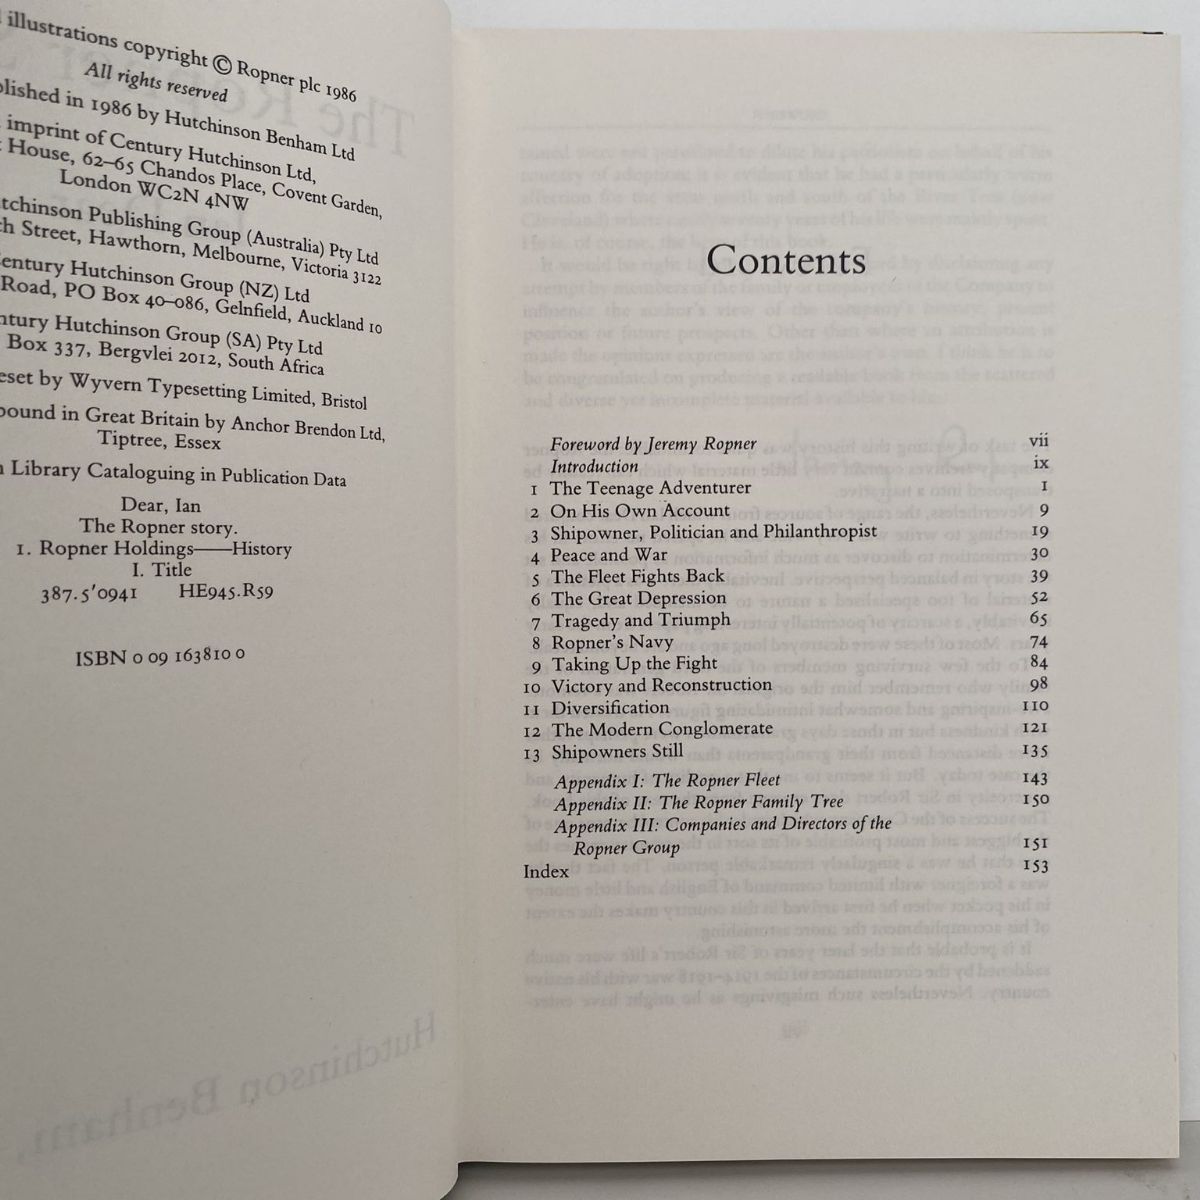 illustrations copyright © Ropner plc 1986
All rights reserved
in 1986 by Hutchinson Benham Ltd
imprint of Century Hutchinson Ltd,
House, 62–65 Chandos Place, Covent Garden,
London WC2N 4NW
Publishing Group (Australia) Pty Ltd
Street, Hawthorn, Melbourne, Victoria 3122
Hutchinson Group (NZ) Ltd
Road, PO Box 40–086, Gelnfield, Auckland 10
Hutchinson Group (SA) Pty Ltd
Box 337, Bergvlei 2012, South Africa
by Wyvern Typesetting Limited, Bristol
bound in Great Britain by Anchor Brendon Ltd,
Tiptree, Essex
Library Cataloguing in Publication Data
Dear, Ian
The Ropner story.
1. Ropner Holdings——History
I. Title
387.5'0941 HE945.R59
ISBN 0 09 163810 0
Contents
Foreword by Jeremy Ropner vii
Introduction ix
1 The Teenage Adventurer 1
2 On His Own Account 9
3 Shipowner, Politician and Philanthropist 19
4 Peace and War 30
5 The Fleet Fights Back 39
6 The Great Depression 52
7 Tragedy and Triumph 65
8 Ropner's Navy 74
9 Taking Up the Fight 84
10 Victory and Reconstruction 98
11 Diversification 110
12 The Modern Conglomerate 121
13 Shipowners Still 135
Appendix I: The Ropner Fleet 143
Appendix II: The Ropner Family Tree 150
Appendix III: Companies and Directors of the
Ropner Group 151
Index 153